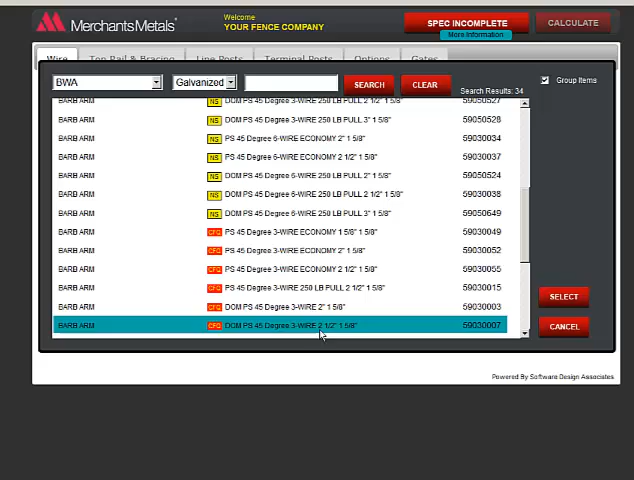 MerchantsMetals
Welcome
YOUR FENCE COMPANY
SPEC INCOMPLETE
CALCULATE
More Information
Wire Top Rail & Bracing Line Posts Terminal Posts Options Gates
BWA Galvanized SEARCH CLEAR Search Results: 34 Group Items
BARB ARM NS DOM PS 45 Degree 3-WIRE 250 LB PULL 2 1/2" 1 5/8" 59050527
BARB ARM NS DOM PS 45 Degree 3-WIRE 250 LB PULL 3" 1 5/8" 59050528
BARB ARM NS PS 45 Degree 6-WIRE ECONOMY 2" 1 5/8" 59030034
BARB ARM NS PS 45 Degree 6-WIRE ECONOMY 2 1/2" 1 5/8" 59030037
BARB ARM NS DOM PS 45 Degree 6-WIRE 250 LB PULL 2" 1 5/8" 59050524
BARB ARM NS DOM PS 45 Degree 6-WIRE 250 LB PULL 2 1/2" 1 5/8" 59030038
BARB ARM NS DOM PS 45 Degree 6-WIRE 250 LB PULL 3" 1 5/8" 59050649
BARB ARM CFQ PS 45 Degree 3-WIRE ECONOMY 1 5/8" 1 5/8" 59030049
BARB ARM CFQ PS 45 Degree 3-WIRE ECONOMY 2" 1 5/8" 59030052
BARB ARM CFQ PS 45 Degree 3-WIRE ECONOMY 2 1/2" 1 5/8" 59030055
BARB ARM CFQ PS 45 Degree 3-WIRE 250 LB PULL 2 1/2" 1 5/8" 59030015
BARB ARM CFQ DOM PS 45 Degree 3-WIRE 2" 1 5/8" 59030003
BARB ARM CFQ DOM PS 45 Degree 3-WIRE 2 1/2" 1 5/8" 59030007
SELECT
CANCEL
Powered By Software Design Associates